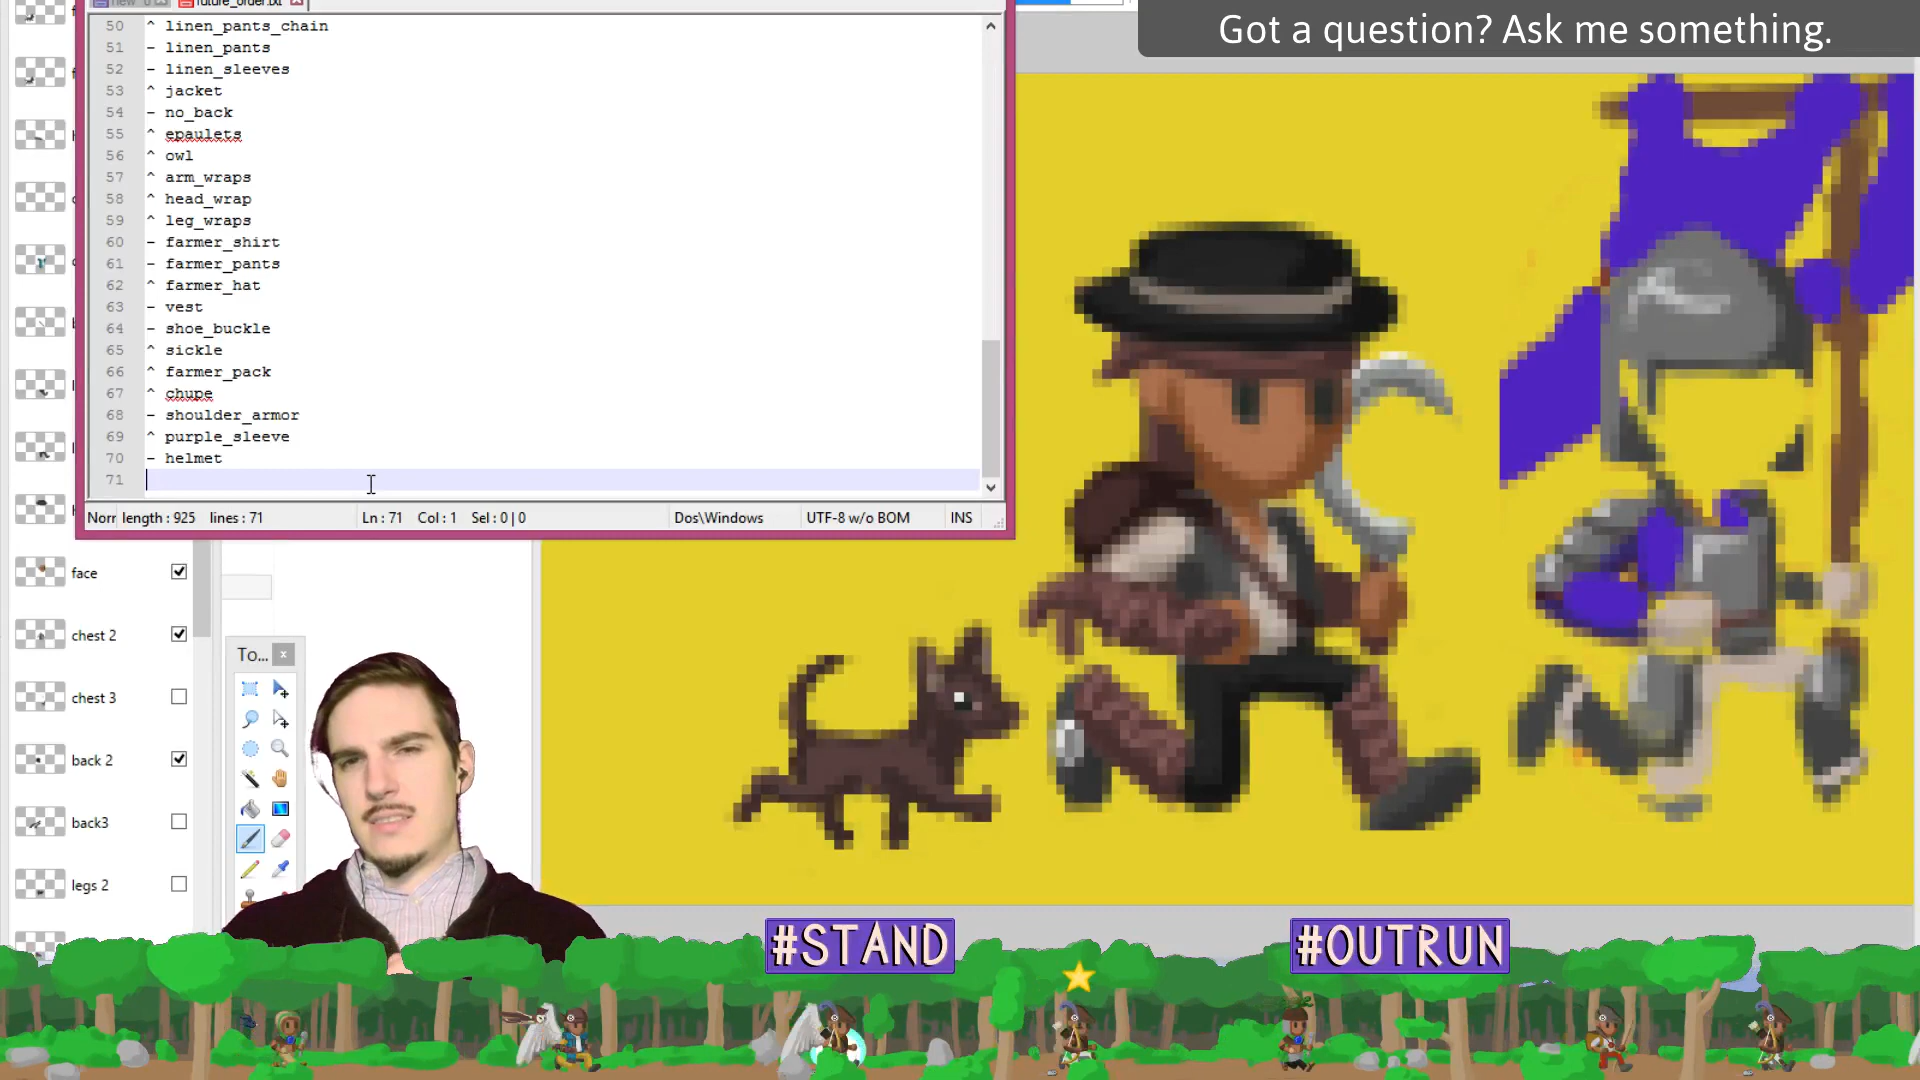 new 0
future_order.txt
Got a question? Ask me something.
50 ^ linen_pants_chain
51 - linen_pants
52 - linen_sleeves
53 ^ jacket
54 - no_back
55 ^ epaulets
56 ^ owl
57 ^ arm_wraps
58 ^ head_wrap
59 ^ leg_wraps
60 - farmer_shirt
61 - farmer_pants
62 ^ farmer_hat
63 - vest
64 - shoe_buckle
65 ^ sickle
66 ^ farmer_pack
67 ^ chupe
68 - shoulder_armor
69 ^ purple_sleeve
70 - helmet
71
Norr length : 925 lines : 71 Ln : 71 Col : 1 Sel : 0 | 0 Dos\Windows UTF-8 w/o BOM INS
face
chest 2
chest 3
back 2
back3
legs 2
To...
#STAND
#OUTRUN